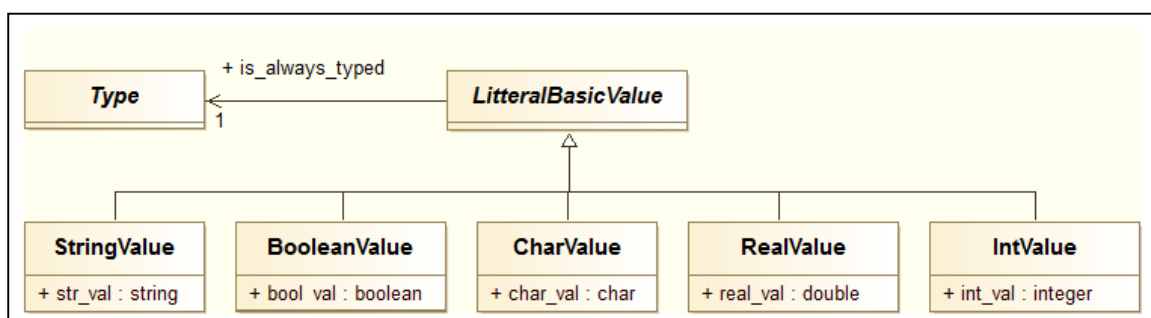 + is_always_typed
Type
LitteralBasicValue
1
StringValue
BooleanValue
CharValue
RealValue
IntValue
+ str_val : string
+ bool_val : boolean
+ char_val : char
+ real_val : double
+ int_val : integer